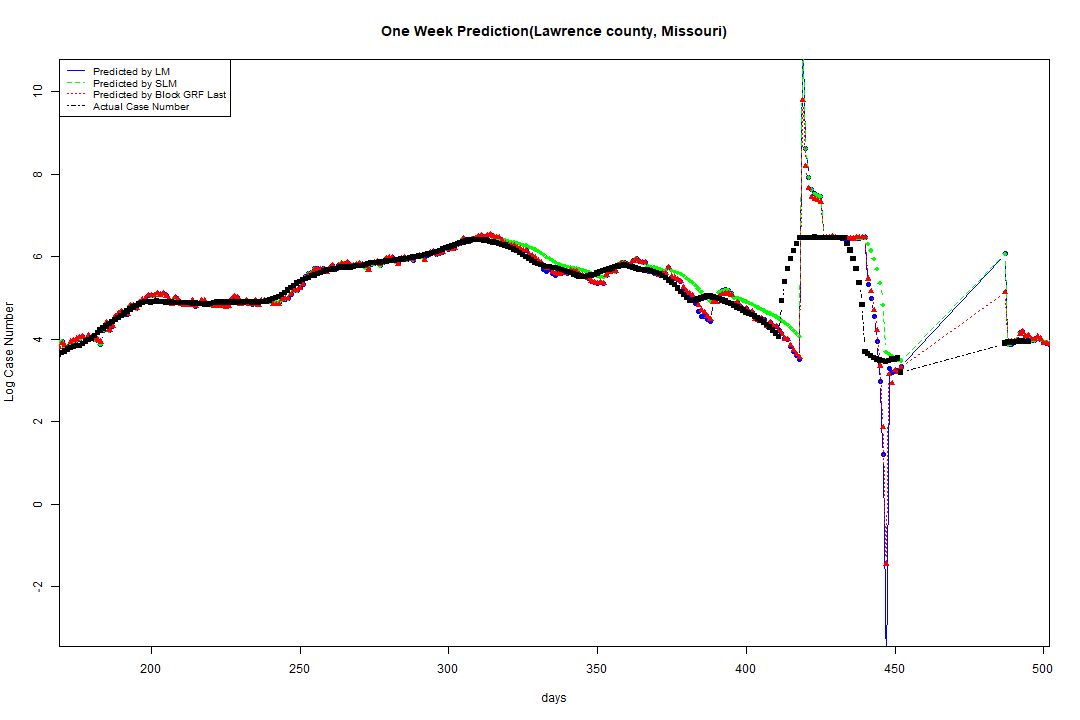 One Week Prediction(Lawrence county, Missouri)
Predicted by LM
Predicted by SLM
Predicted by Block GRF Last
Actual Case Number
Log Case Number
10
8
6
4
2
0
-2
200 250 300 350 400 450 500
days